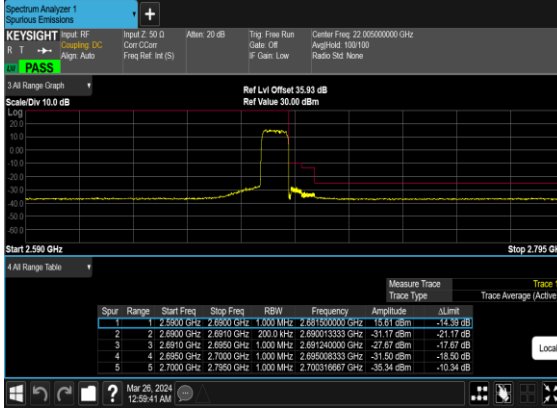 Spectrum Analyzer 1
Spurious Emissions
+
KEYSIGHT Input: RF Input Z: 50 Ω Atten: 20 dB Trig: Free Run Center Freq: 22.005000000 GHz
R T Coupling: DC Corr CCorr Gate: Off Avg|Hold: 100/100
Align: Auto Freq Ref: Int (S) IF Gain: Low Radio Std: None
LXI PASS
3 All Range Graph
Ref Lvl Offset 35.93 dB
Scale/Div 10.0 dB Ref Value 30.00 dBm
Log
20.0
10.0
0.00
-10.0
-20.0
-30.0
-40.0
-50.0
-60.0
Start 2.590 GHz Stop 2.795 GH
4 All Range Table
Measure Trace Trace 1
Trace Type Trace Average (Active
Spur Range Start Freq Stop Freq RBW Frequency Amplitude ΔLimit
1 1 2.5900 GHz 2.6900 GHz 1.000 MHz 2.681500000 GHz 15.61 dBm -14.39 dB
2 2 2.6900 GHz 2.6910 GHz 200.0 kHz 2.690013333 GHz -31.17 dBm -21.17 dB
3 3 2.6910 GHz 2.6950 GHz 1.000 MHz 2.691240000 GHz -27.67 dBm -17.67 dB
4 4 2.6950 GHz 2.7000 GHz 1.000 MHz 2.695008333 GHz -31.50 dBm -18.50 dB
5 5 2.7000 GHz 2.7950 GHz 1.000 MHz 2.700316667 GHz -35.34 dBm -10.34 dB
Local
? Mar 26, 2024
12:59:41 AM